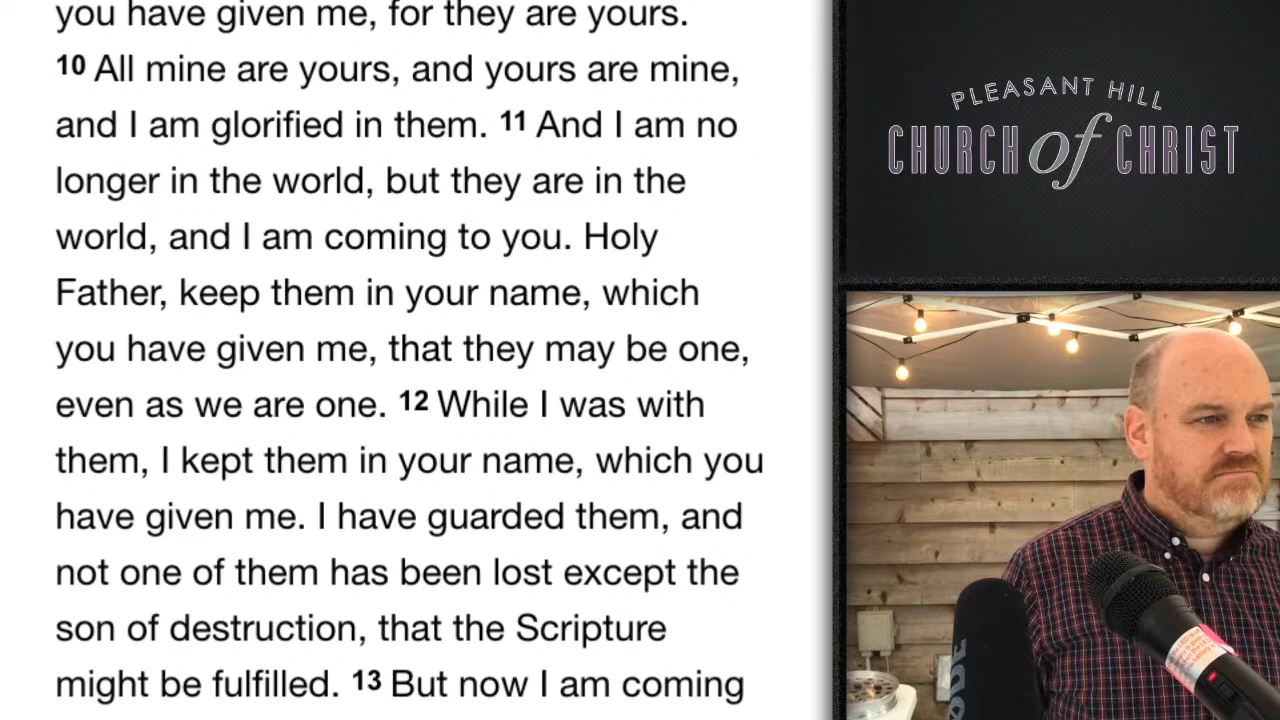 you have given me, for they are yours.
10 All mine are yours, and yours are mine,
and I am glorified in them. 11 And I am no
longer in the world, but they are in the
world, and I am coming to you. Holy
Father, keep them in your name, which
you have given me, that they may be one,
even as we are one. 12 While I was with
them, I kept them in your name, which you
have given me. I have guarded them, and
not one of them has been lost except the
son of destruction, that the Scripture
might be fulfilled. 13 But now I am coming
PLEASANT HILL
CHURCH of CHRIST